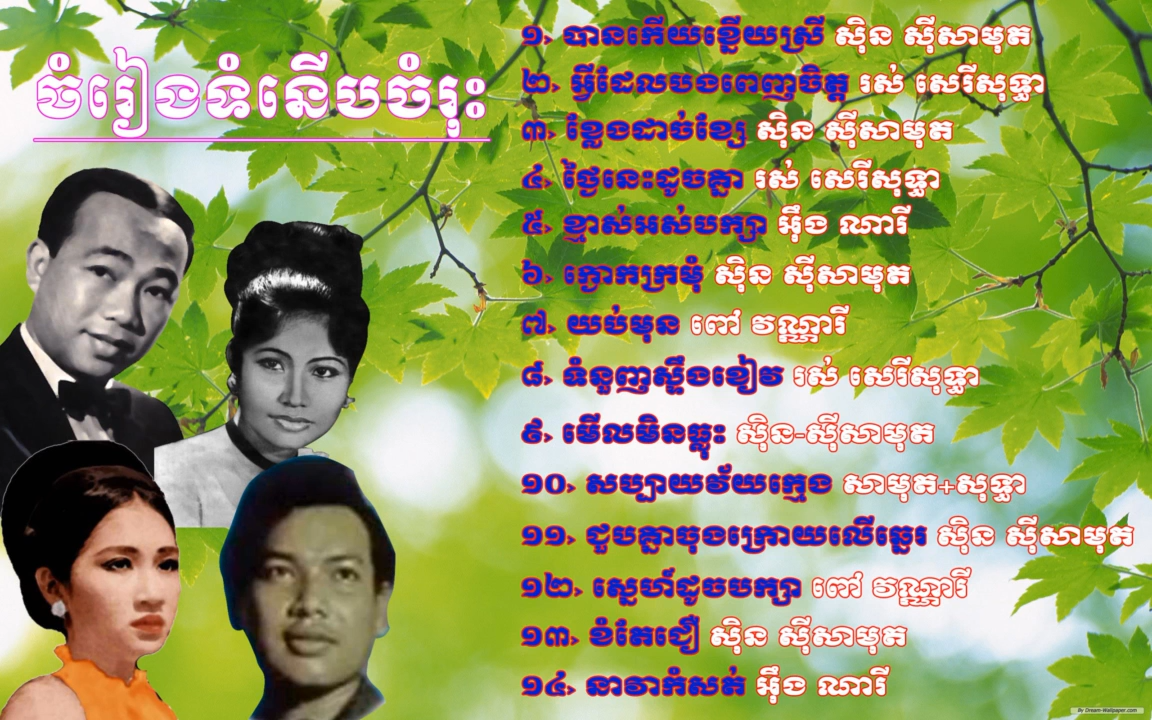 ចំរៀងទំនើបចំរុះ
១> បានកើយខ្នើយស្រី ស៊ិន ស៊ីសាមុត
២> អ្វីដែលបងពេញចិត្ត រស់ សេរីសុទ្ធា
៣> ខ្លែងដាច់ខ្សែ ស៊ិន ស៊ីសាមុត
៤> ថ្ងៃនេះដូចគ្នា រស់ សេរីសុទ្ធា
៥> ខ្មាស់អស់បក្សា អ៊ឹង ណារី
៦> ក្ងោកក្រមុំ ស៊ិន ស៊ីសាមុត
៧> យប់មុន ពៅ វណ្ណារី
៨> ទំនួញស្ទឹងខៀវ រស់ សេរីសុទ្ធា
៩> មើលមិនធ្លុះ ស៊ិន-ស៊ីសាមុត
១០> សប្បាយវ័យក្មេង សាមុត+សុទ្ធា
១១> ជួបគ្នាចុងក្រោយលើឆ្នេរ ស៊ិន ស៊ីសាមុត
១២> ស្នេហ៍ដូចបក្សា ពៅ វណ្ណារី
១៣> ខំតែជឿ ស៊ិន ស៊ីសាមុត
១៤> នាវាកំសត់ អ៊ឹង ណារី
By Dream-Wallpaper.com